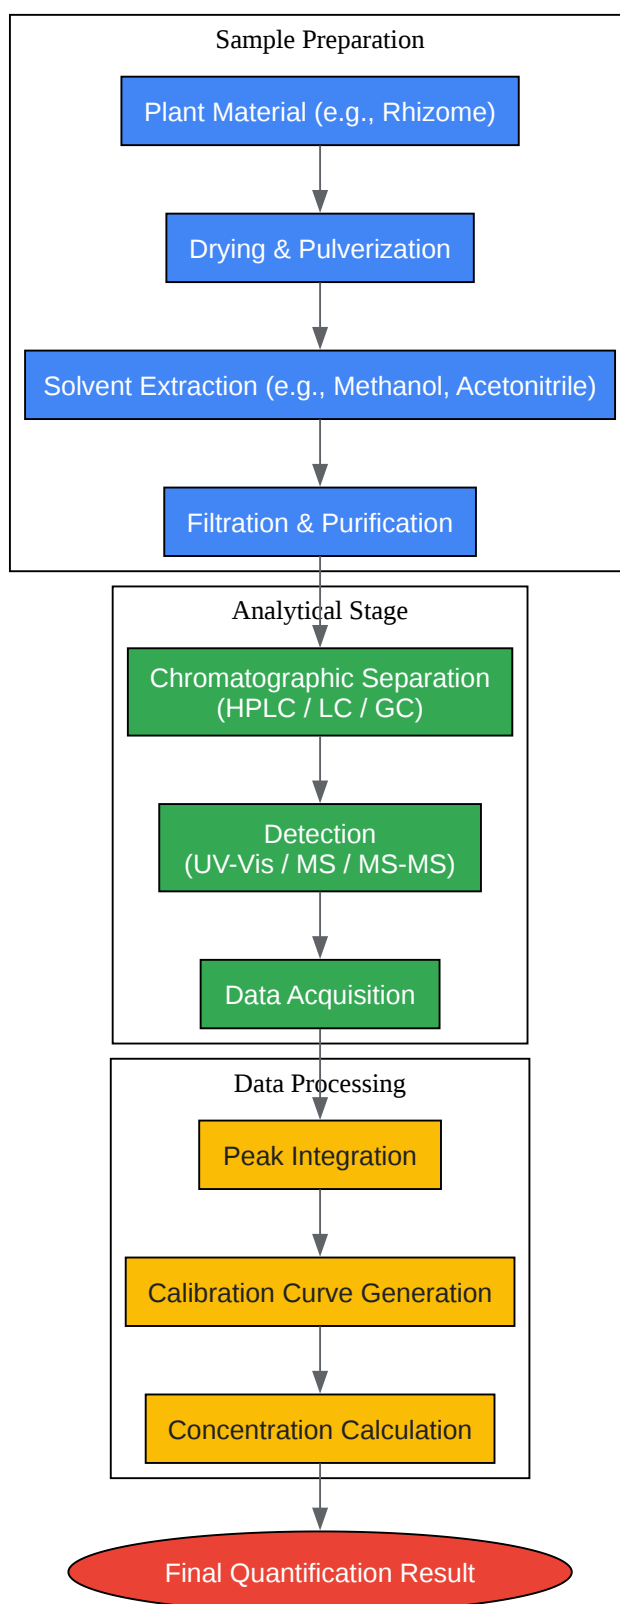 Sample Preparation
Plant Material (e.g., Rhizome)
Drying & Pulverization
Solvent Extraction (e.g., Methanol, Acetonitrile)
Filtration & Purification
Analytical Stage
Chromatographic Separation
(HPLC / LC / GC)
Detection
(UV-Vis / MS / MS-MS)
Data Acquisition
Data Processing
Peak Integration
Calibration Curve Generation
Concentration Calculation
Final Quantification Result